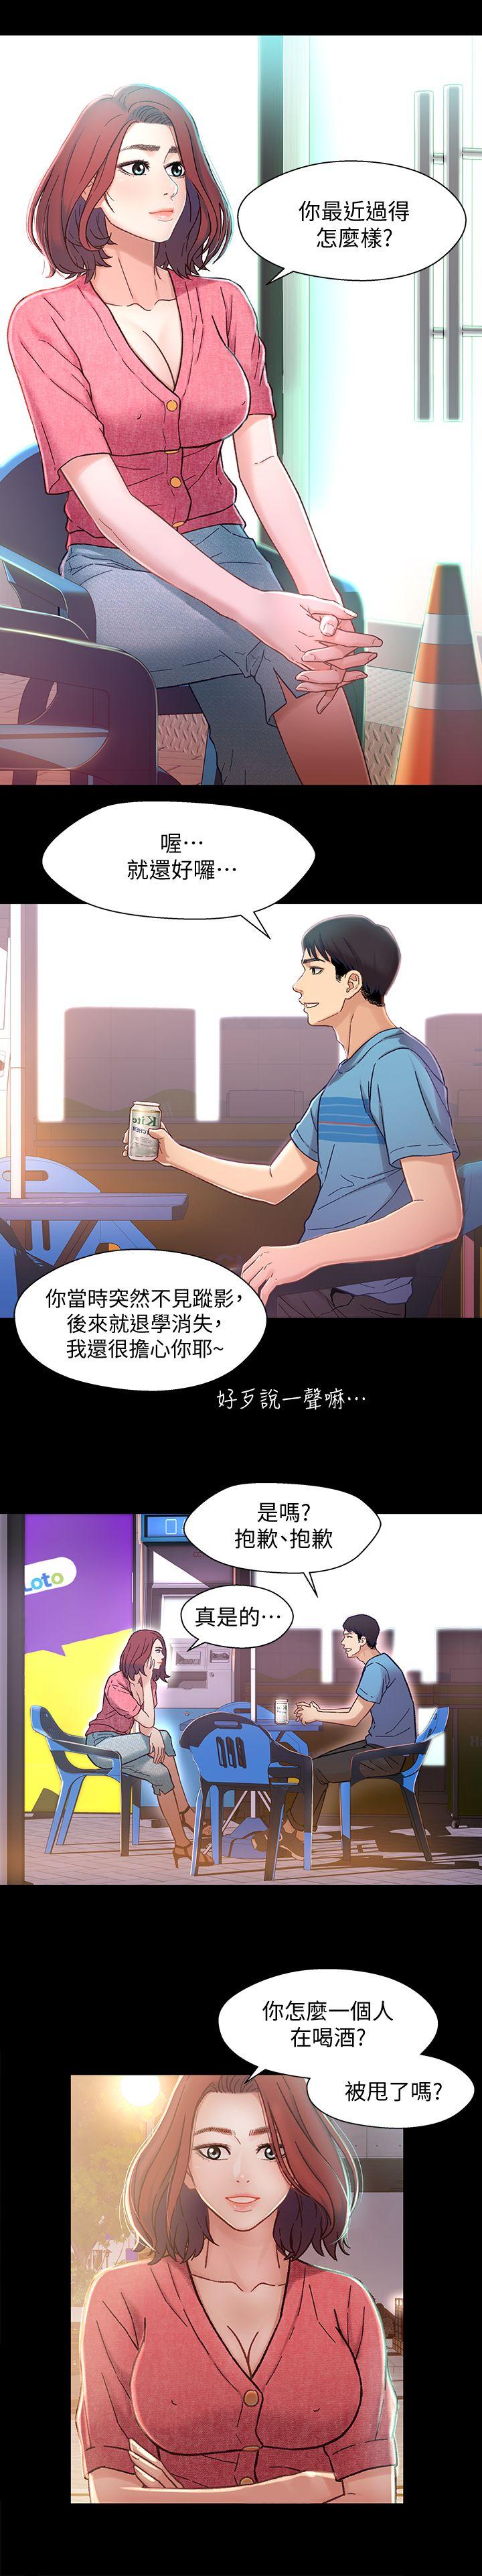 你最近過得
怎麼樣?
喔…
就還好囉…
Kito
你當時突然不見蹤影,
後來就退學消失,
我還很擔心你耶~
好歹說一聲嘛…
是嗎?
抱歉、抱歉
真是的…
Loto
你怎麼一個人
在喝酒?
被甩了嗎?